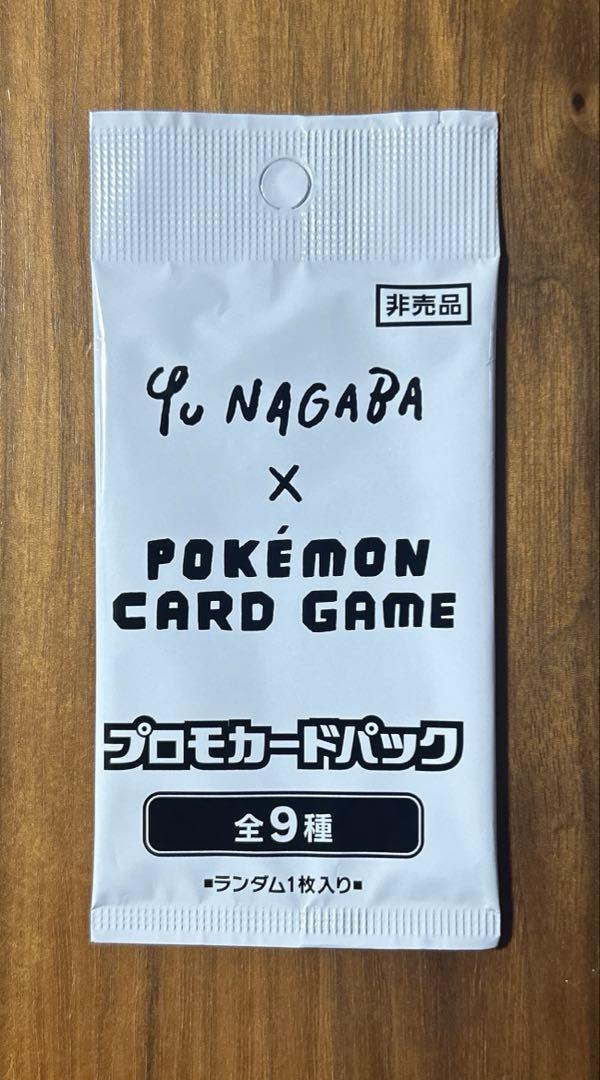 非売品
Yu NAGABA
×
POKÉMON
CARD GAME
プロモカードパック
全9種
■ランダム1枚入り■